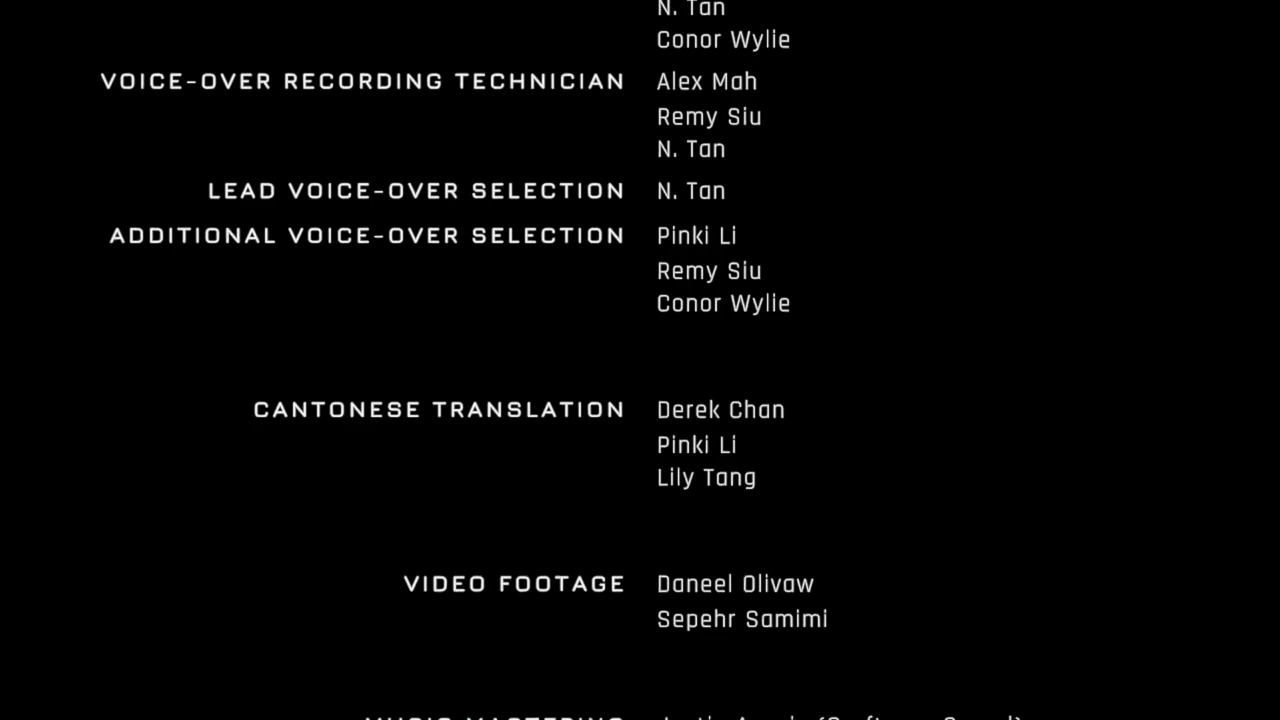 N. Tan
Conor Wylie
VOICE-OVER RECORDING TECHNICIAN Alex Mah
Remy Siu
N. Tan
LEAD VOICE-OVER SELECTION N. Tan
ADDITIONAL VOICE-OVER SELECTION Pinki Li
Remy Siu
Conor Wylie
CANTONESE TRANSLATION Derek Chan
Pinki Li
Lily Tang
VIDEO FOOTAGE Daneel Olivaw
Sepehr Samimi
MUSIC MASTERING